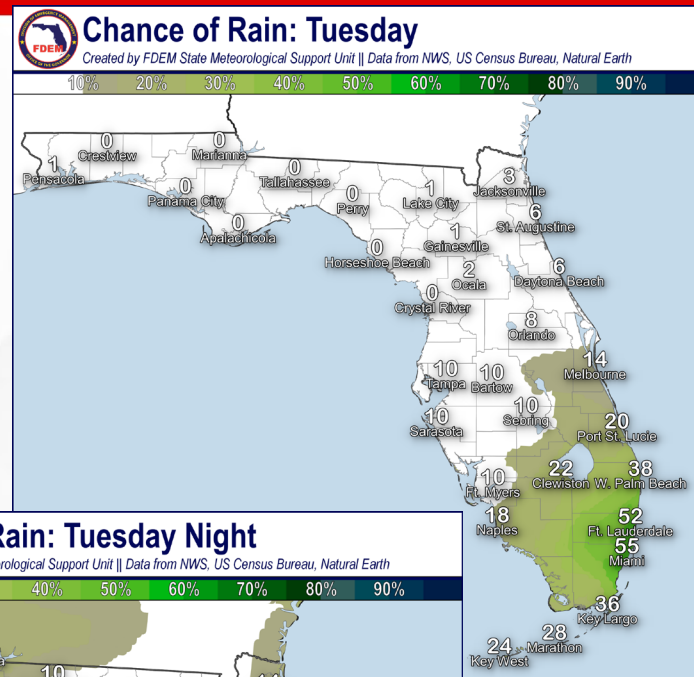 Chance of Rain: Tuesday
Created by FDEM State Meteorological Support Unit || Data from NWS, US Census Bureau, Natural Earth
FDEM
10% 20% 30% 40% 50% 60% 70% 80% 90%
0
Crestview
0
Marianna
1
Pensacola
0
Panama City
0
Tallahassee
0
Apalachicola
0
Perry
1
Lake City
3
Jacksonville
6
St. Augustine
1
Gainesville
0
Horseshoe Beach
2
Ocala
6
Daytona Beach
0
Crystal River
8
Orlando
14
Melbourne
10
Tampa
10
Bartow
10
Sebring
10
Sarasota
20
Port St. Lucie
22
Clewiston
38
W. Palm Beach
10
Ft. Myers
18
Naples
52
Ft. Lauderdale
55
Miami
36
Key Largo
28
Marathon
24
Key West
Rain: Tuesday Night
Support Unit || Data from NWS, US Census Bureau, Natural Earth
40% 50% 60% 70% 80% 90%
10